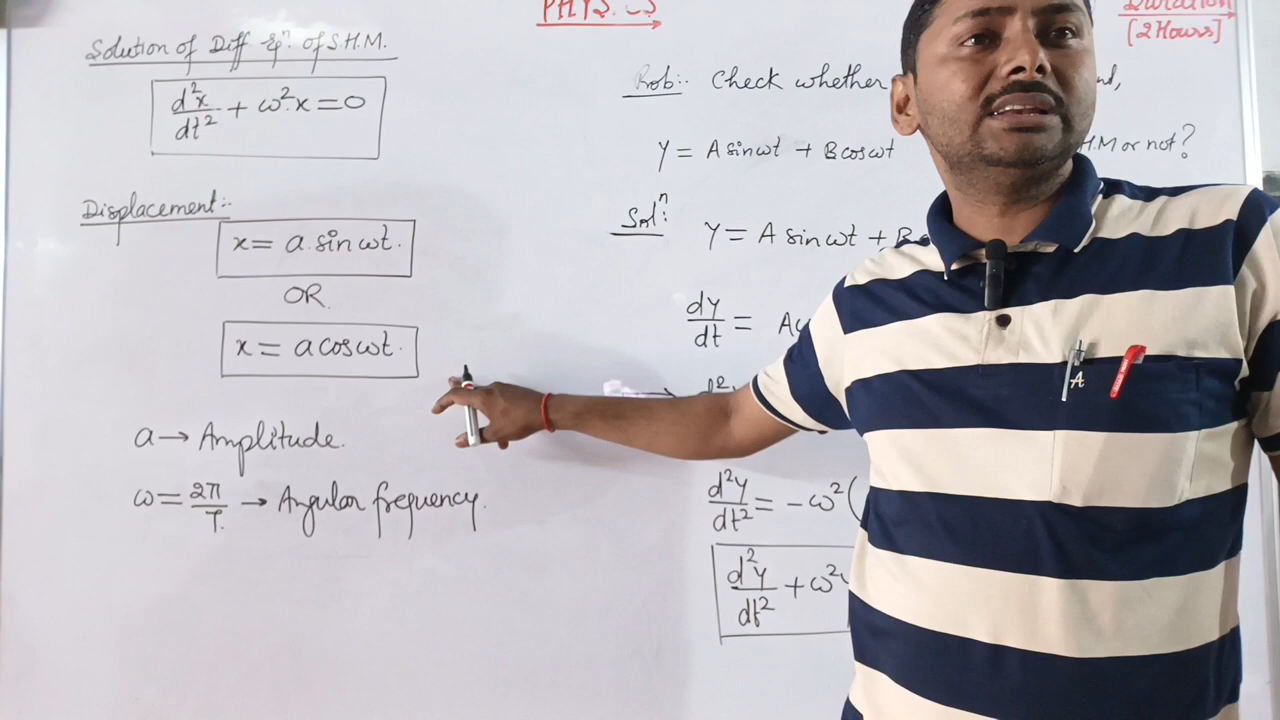 PHYSICS
Duration
[2 Hours]
Solution of Diff Eqⁿ. of S.H.M.
d²x/dt² + ω².x = 0
Displacement:-
x = a sin ωt.
OR
x = a cos ωt.
a → Amplitude.
ω = 2π/T. → Angular frequency.
Prob:- Check whether
Y = A sin ωt + B cos ωt
H.M or not?
Solⁿ:
Y = A sin ωt + B
dy/dt =
→
d²y/dt² = -ω² (
d²y/dt² + ω²
A